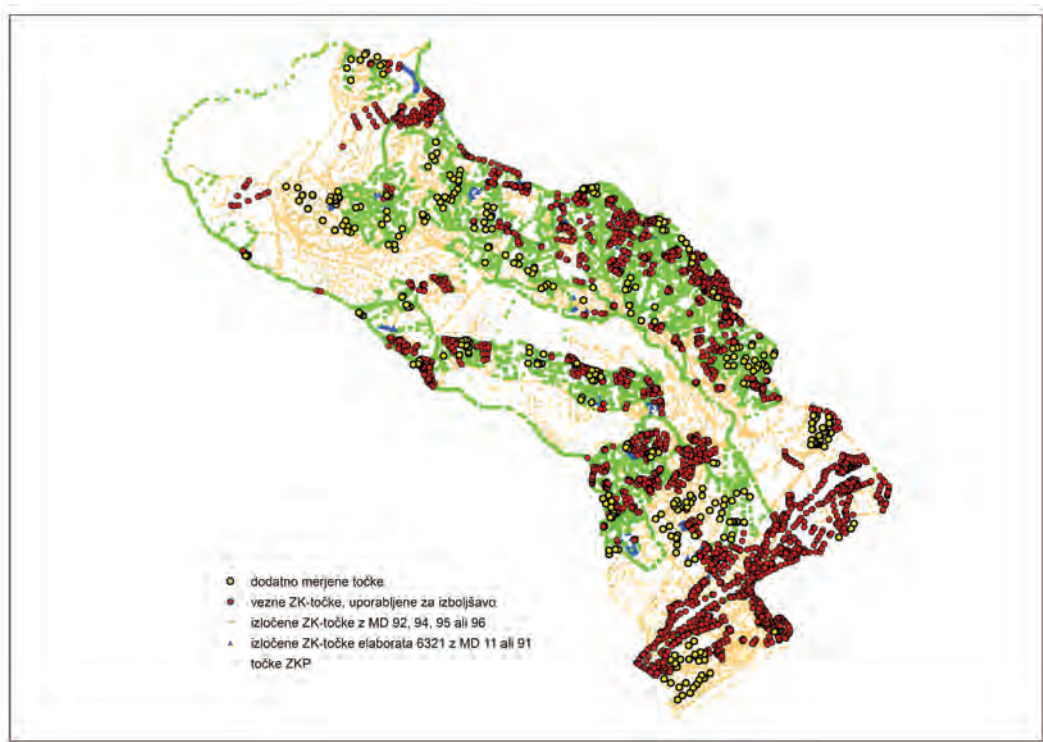 dodatno merjene točke
vezne ZK-točke, uporabljene za izboljšavo
izločene ZK-točke z MD 92, 94, 95 ali 96
izločene ZK-točke elaborata 6321 z MD 11 ali 91
točke ZKP